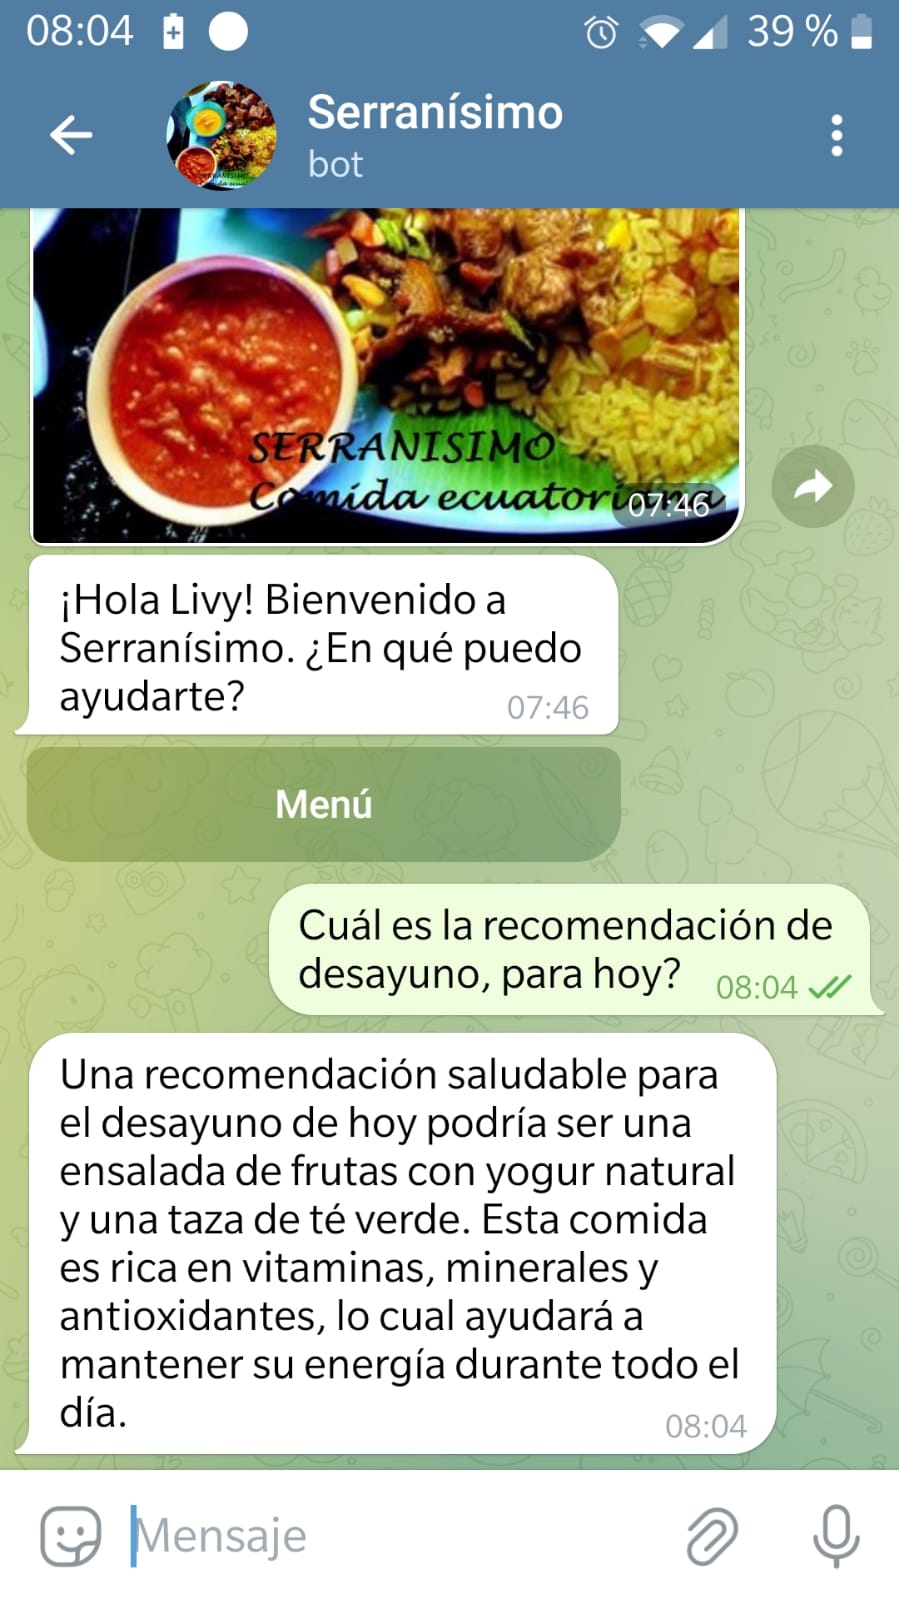 08:04
39 %
Serranísimo
bot
SERRANISIMO
Comida ecuatoriana
07:46
¡Hola Livy! Bienvenido a
Serranísimo. ¿En qué puedo
ayudarte?
07:46
Menú
Cuál es la recomendación de
desayuno, para hoy?
08:04
Una recomendación saludable para
el desayuno de hoy podría ser una
ensalada de frutas con yogur natural
y una taza de té verde. Esta comida
es rica en vitaminas, minerales y
antioxidantes, lo cual ayudará a
mantener su energía durante todo el
día.
08:04
Mensaje